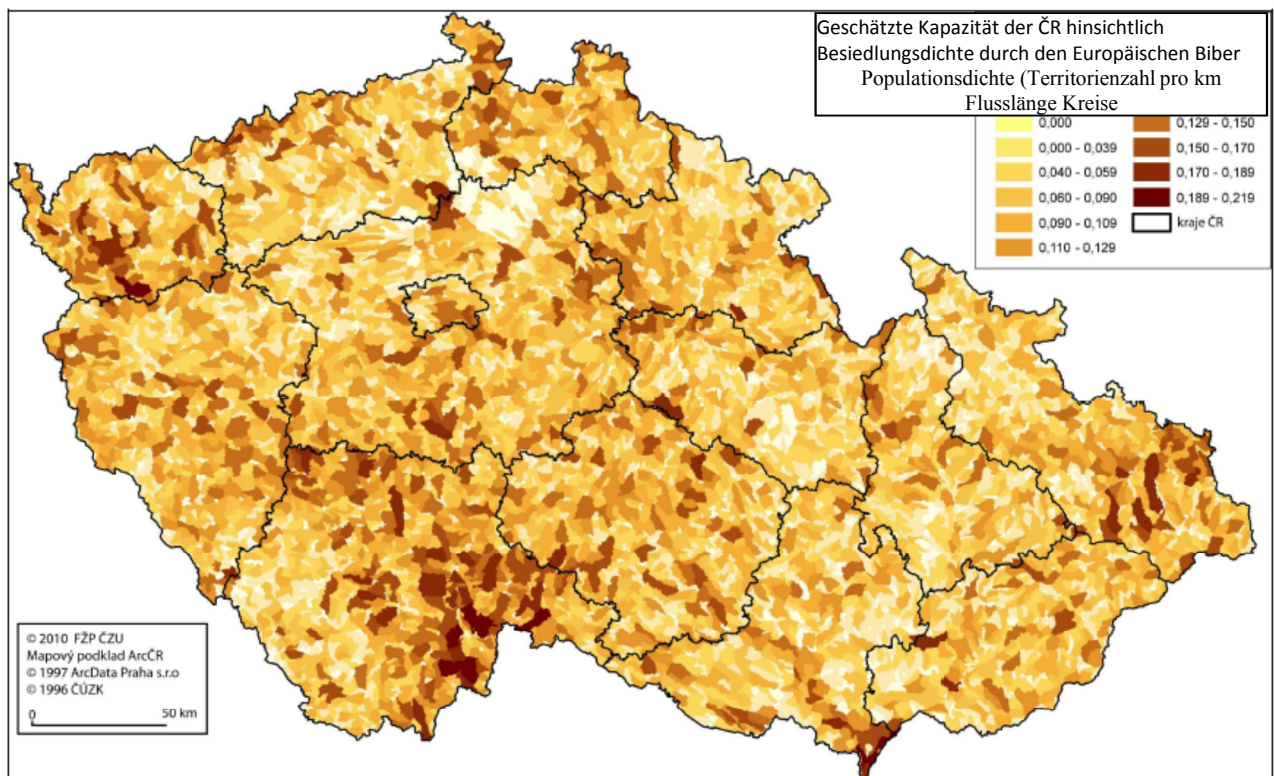 Geschätzte Kapazität der ČR hinsichtlich
Besiedlungsdichte durch den Europäischen Biber
Populationsdichte (Territorienzahl pro km
Flusslänge Kreise
0,000
0,000 - 0,039
0,040 - 0,059
0,060 - 0,090
0,090 - 0,109
0,110 - 0,129
0,129 - 0,150
0,150 - 0,170
0,170 - 0,189
0,189 - 0,219
kraje ČR
© 2010 FŽP ČZU
Mapový podklad ArcČR
© 1997 ArcData Praha s.r.o
© 1996 ČÚZK
0 50 km